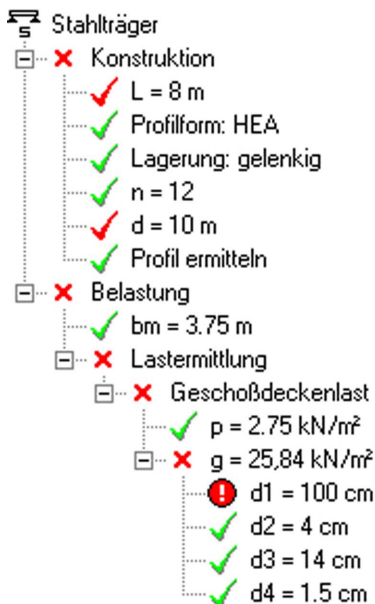 S Stahlträger
Konstruktion
L = 8 m
Profilform: HEA
Lagerung: gelenkig
n = 12
d = 10 m
Profil ermitteln
Belastung
bm = 3.75 m
Lastermittlung
Geschoßdeckenlast
p = 2.75 kN/m²
g = 25,84 kN/m²
d1 = 100 cm
d2 = 4 cm
d3 = 14 cm
d4 = 1.5 cm